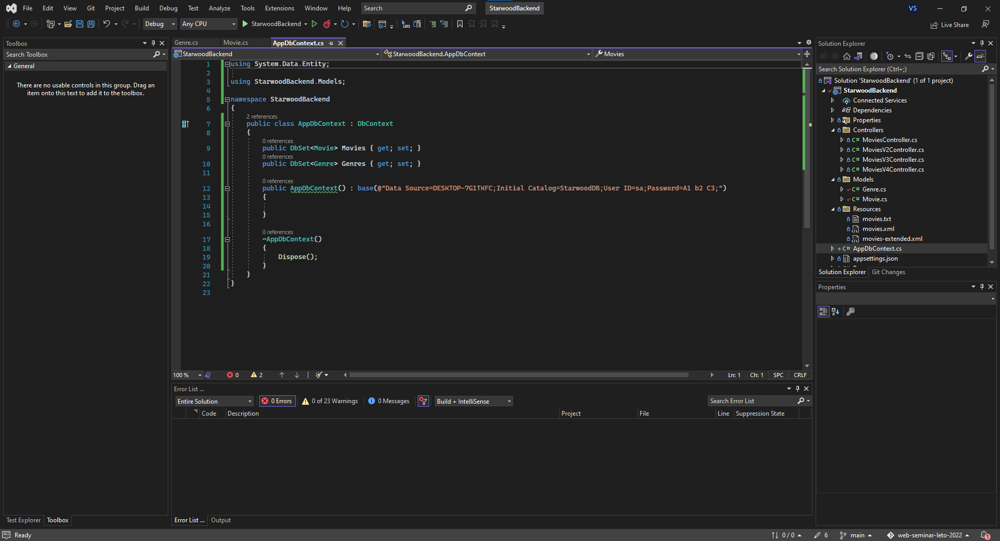 File Edit View Git Project Build Debug Test Analyze Tools Extensions Window Help Search StarwoodBackend VS
Debug Any CPU StarwoodBackend Live Share
Toolbox
Search Toolbox
General
There are no usable controls in this group. Drag an
item onto this text to add it to the toolbox.
Test Explorer Toolbox
Genre.cs Movie.cs AppDbContext.cs
StarwoodBackend StarwoodBackend.AppDbContext Movies
1 using System.Data.Entity;
2
3 using StarwoodBackend.Models;
4
5 namespace StarwoodBackend
6 {
2 references
7 public class AppDbContext : DbContext
8 {
0 references
9 public DbSet<Movie> Movies { get; set; }
0 references
10 public DbSet<Genre> Genres { get; set; }
11
0 references
12 public AppDbContext() : base(@"Data Source=DESKTOP-7G1TKFC;Initial Catalog=StarwoodDB;User ID=sa;Password=A1 b2 C3;")
13 {
14
15 }
16
0 references
17 ~AppDbContext()
18 {
19 Dispose();
20 }
21 }
22 }
23
100 % 0 2 Ln: 1 Ch: 1 SPC CRLF
Error List ...
Entire Solution 0 Errors 0 of 23 Warnings 0 Messages Build + IntelliSense Search Error List
Code Description Project File Line Suppression State
Error List ... Output
Solution Explorer
Search Solution Explorer (Ctrl+;)
Solution 'StarwoodBackend' (1 of 1 project)
StarwoodBackend
Connected Services
Dependencies
Properties
Controllers
C# MoviesController.cs
C# MoviesV2Controller.cs
C# MoviesV3Controller.cs
C# MoviesV4Controller.cs
Models
C# Genre.cs
C# Movie.cs
Resources
movies.txt
movies.xml
movies-extended.xml
+ C# AppDbContext.cs
appsettings.json
Solution Explorer Git Changes
Properties
Ready 0 / 0 6 main web-seminar-leto-2022 1